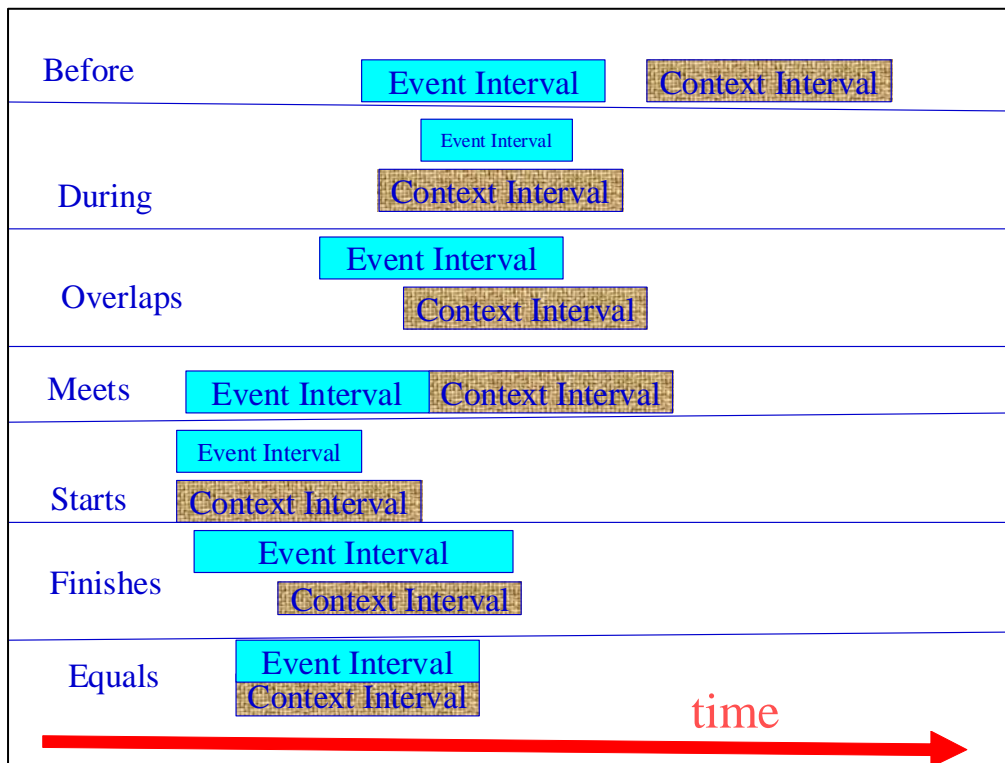 Before
Event Interval
Context Interval
Event Interval
During
Context Interval
Event Interval
Overlaps
Context Interval
Meets
Event Interval
Context Interval
Event Interval
Starts
Context Interval
Event Interval
Finishes
Context Interval
Equals
Event Interval
Context Interval
time